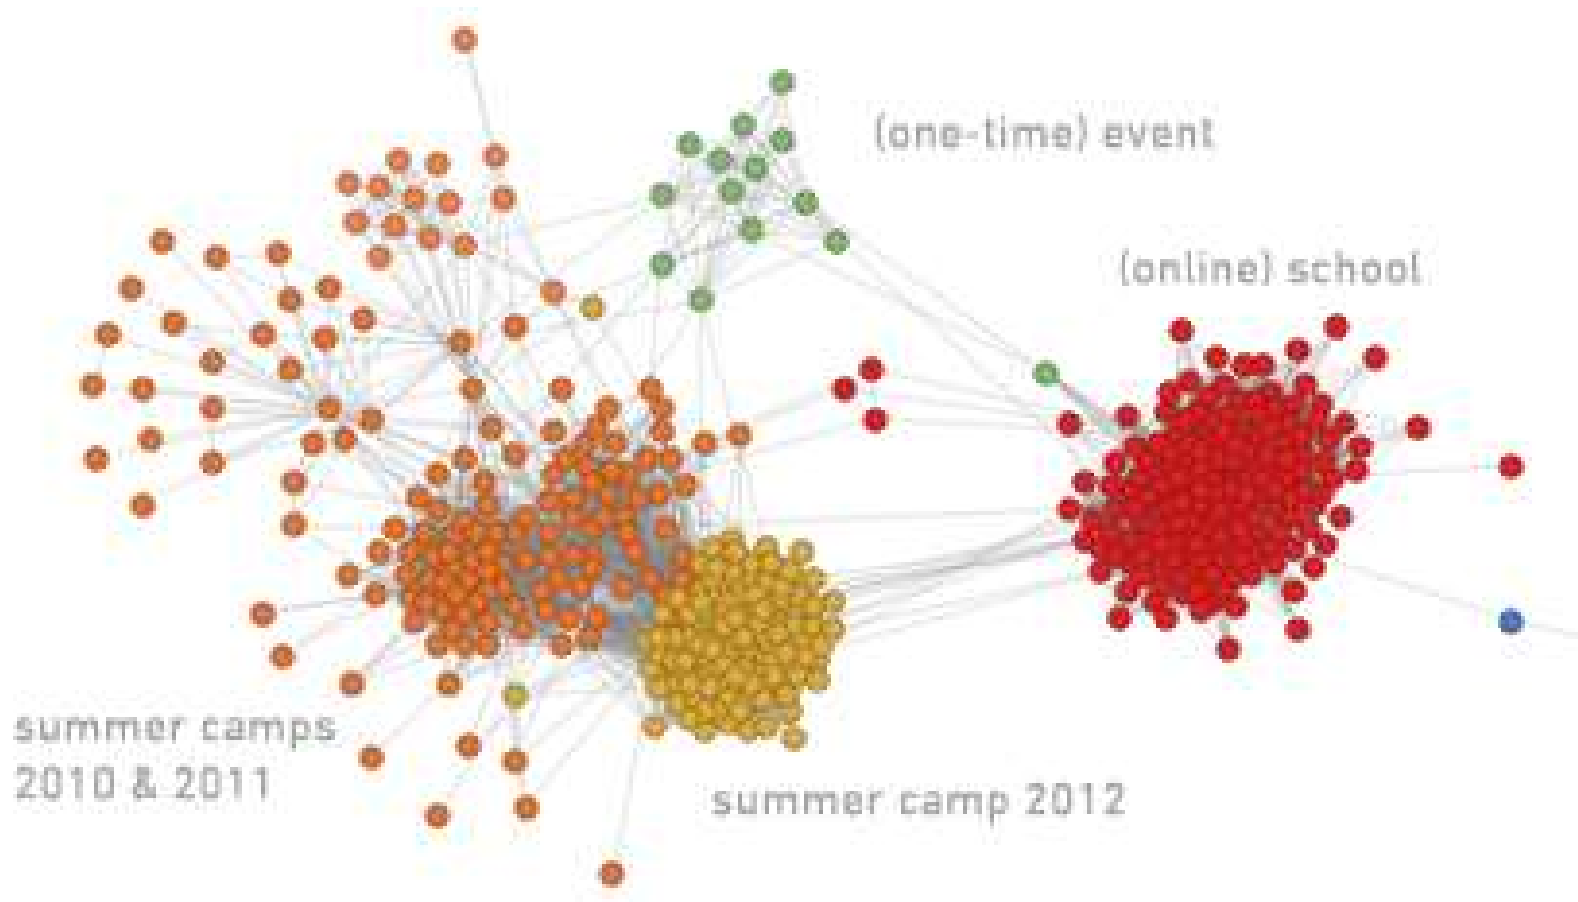 (one-time) event
(online) school
summer camps
2010 & 2011
summer camp 2012